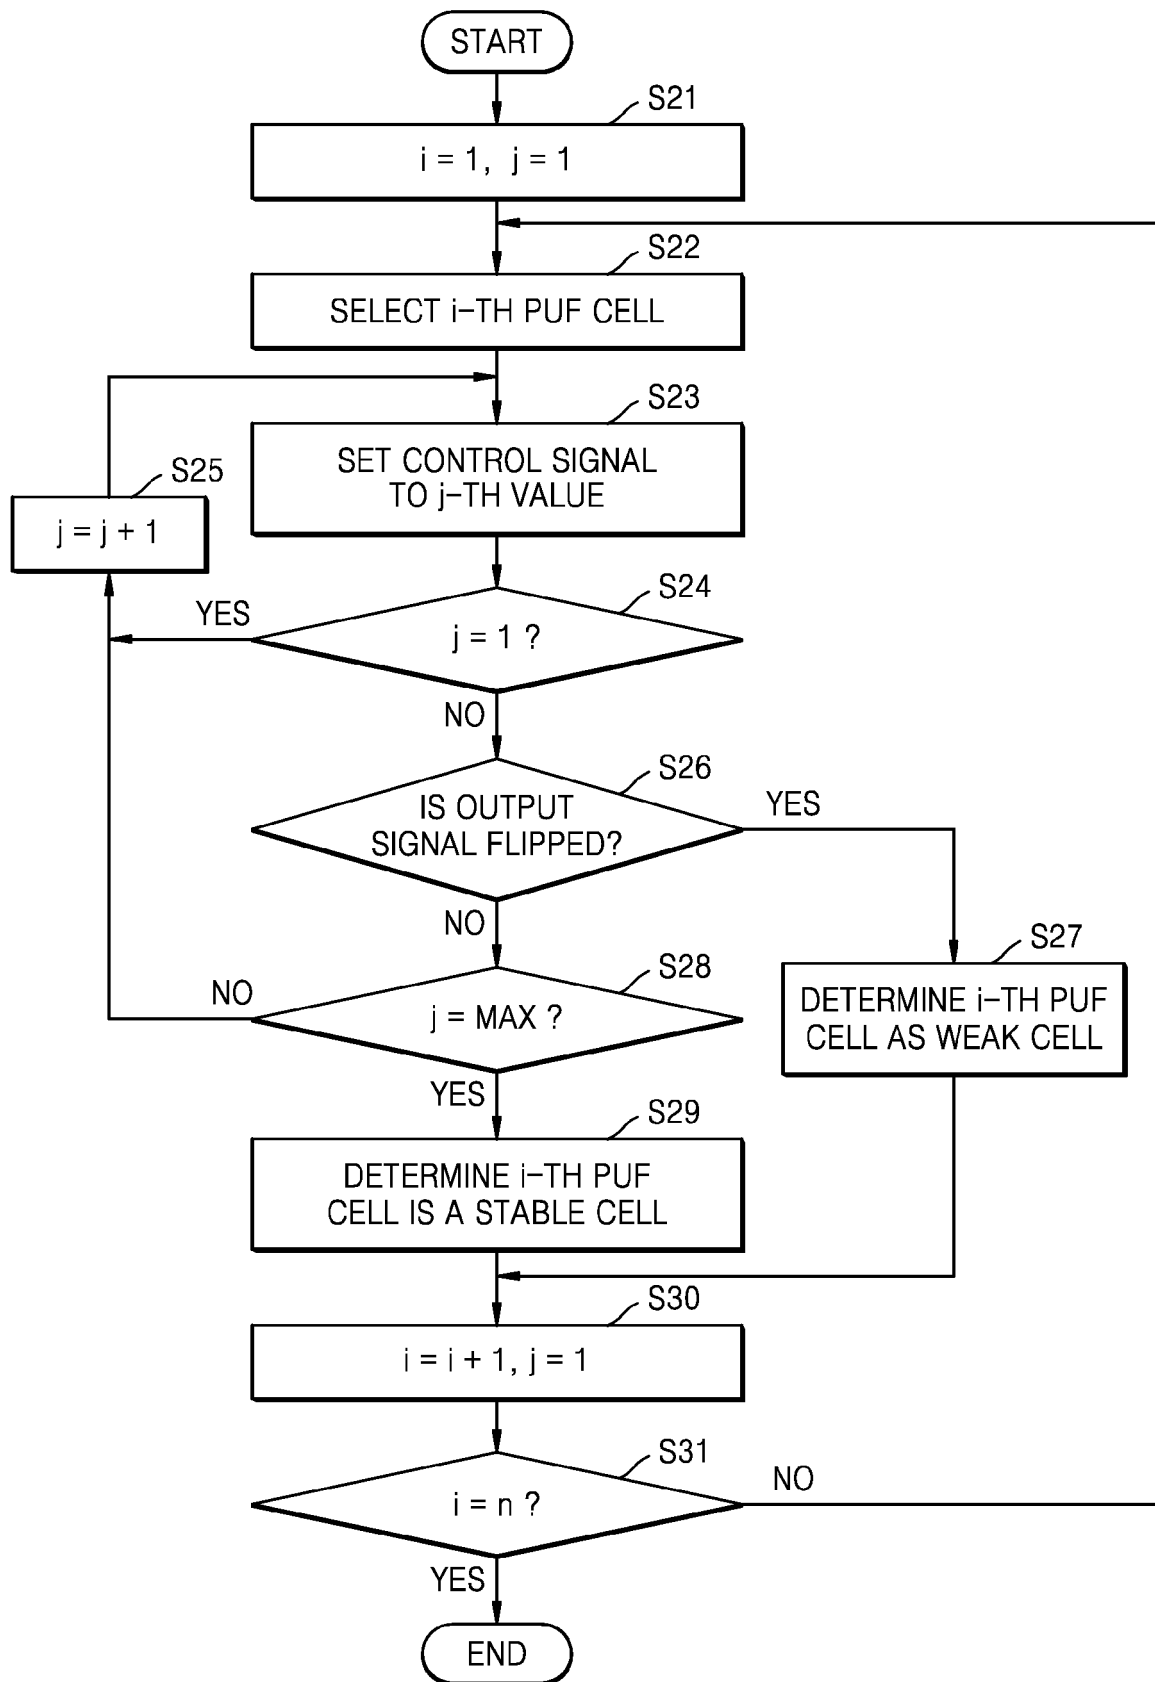 START
S21
i = 1, j = 1
S22
SELECT i-TH PUF CELL
S23
SET CONTROL SIGNAL
TO j-TH VALUE
S25
j = j + 1
S24
YES
j = 1 ?
NO
S26
IS OUTPUT
SIGNAL FLIPPED?
YES
NO
S27
DETERMINE i-TH PUF
CELL AS WEAK CELL
S28
NO
j = MAX ?
YES
S29
DETERMINE i-TH PUF
CELL IS A STABLE CELL
S30
i = i + 1, j = 1
S31
i = n ?
NO
YES
END